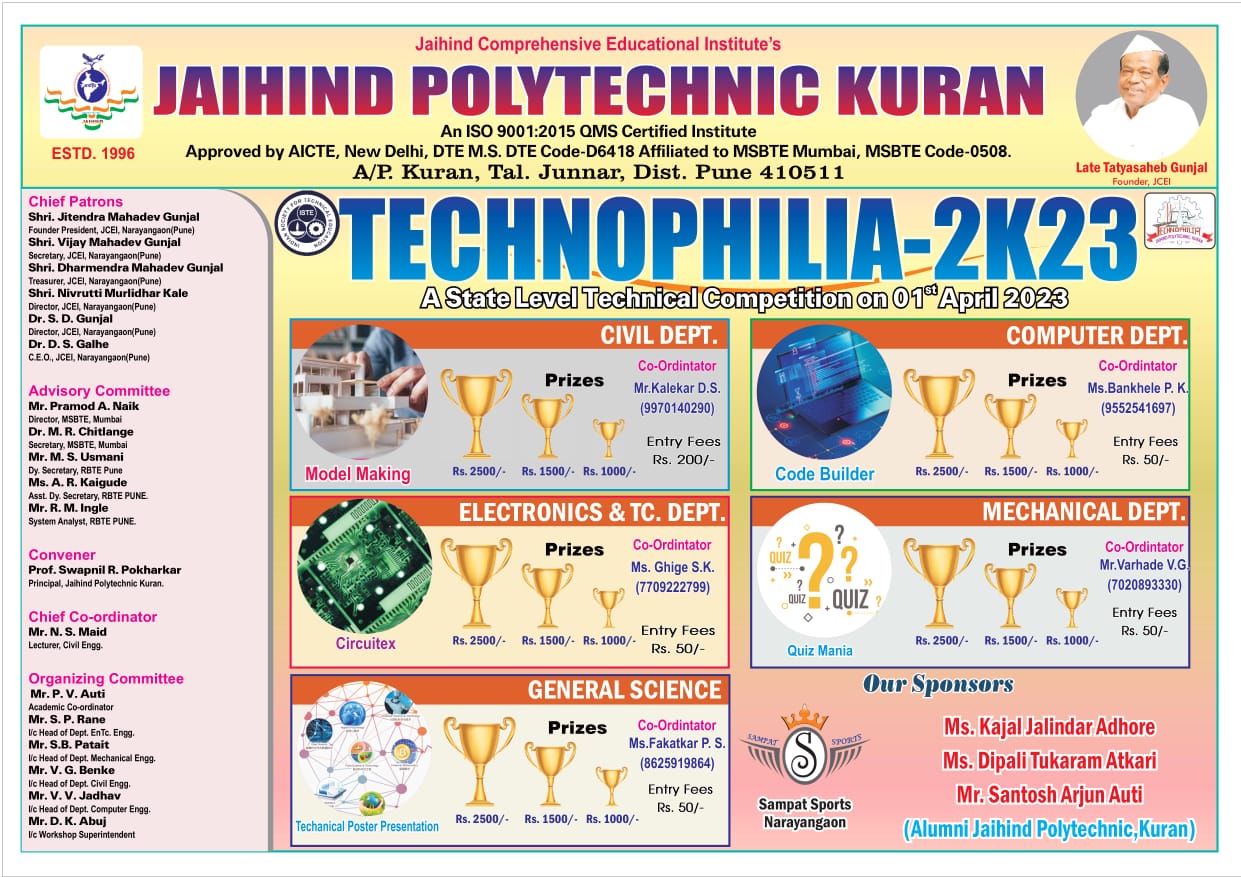 Jaihind Comprehensive Educational Institute's
JAIHIND POLYTECHNIC KURAN
An ISO 9001:2015 QMS Certified Institute
Approved by AICTE, New Delhi, DTE M.S. DTE Code-D6418 Affiliated to MSBTE Mumbai, MSBTE Code-0508.
A/P. Kuran, Tal. Junnar, Dist. Pune 410511
ESTD. 1996
Late Tatyasaheb Gunjal
Founder, JCEI
Chief Patrons
Shri. Jitendra Mahadev Gunjal
Founder President, JCEI, Narayangaon(Pune)
Shri. Vijay Mahadev Gunjal
Secretary, JCEI, Narayangaon(Pune)
Shri. Dharmendra Mahadev Gunjal
Treasurer, JCEI, Narayangaon(Pune)
Shri. Nivrutti Murlidhar Kale
Director, JCEI, Narayangaon(Pune)
Dr. S. D. Gunjal
Director, JCEI, Narayangaon(Pune)
Dr. D. S. Galhe
C.E.O., JCEI, Narayangaon(Pune)
Advisory Committee
Mr. Pramod A. Naik
Director, MSBTE, Mumbai
Dr. M. R. Chitlange
Secretary, MSBTE, Mumbai
Mr. M. S. Usmani
Dy. Secretary, RBTE Pune
Ms. A. R. Kaigude
Asst. Dy. Secretary, RBTE PUNE.
Mr. R. M. Ingle
System Analyst, RBTE PUNE.
Convener
Prof. Swapnil R. Pokharkar
Principal, Jaihind Polytechnic Kuran.
Chief Co-ordinator
Mr. N. S. Maid
Lecturer, Civil Engg.
Organizing Committee
Mr. P. V. Auti
Academic Co-ordinator
Mr. S. P. Rane
I/c Head of Dept. EnTc. Engg.
Mr. S.B. Patait
I/c Head of Dept. Mechanical Engg.
Mr. V. G. Benke
I/c Head of Dept. Civil Engg.
Mr. V. V. Jadhav
I/c Head of Dept. Computer Engg.
Mr. D. K. Abuj
I/c Workshop Superintendent
INDIAN SOCIETY FOR TECHNICAL EDUCATION
ISTE
TECHNOPHILIA-2K23
TECHNOPHILIA
JAIHIND POLYTECHNIC KURAN
A State Level Technical Competition on 01st April 2023
CIVIL DEPT.
Prizes
Co-Ordintator
Mr.Kalekar D.S.
(9970140290)
Entry Fees
Rs. 200/-
Model Making
Rs. 2500/- Rs. 1500/- Rs. 1000/-
COMPUTER DEPT.
Prizes
Co-Ordintator
Ms.Bankhele P. K.
(9552541697)
Entry Fees
Rs. 50/-
Code Builder
Rs. 2500/- Rs. 1500/- Rs. 1000/-
ELECTRONICS & TC. DEPT.
Prizes
Co-Ordintator
Ms. Ghige S.K.
(7709222799)
Entry Fees
Rs. 50/-
Circuitex
Rs. 2500/- Rs. 1500/- Rs. 1000/-
MECHANICAL DEPT.
QUIZ
QUIZ
QUIZ
Prizes
Co-Ordintator
Mr.Varhade V.G.
(7020893330)
Entry Fees
Rs. 50/-
Quiz Mania
Rs. 2500/- Rs. 1500/- Rs. 1000/-
GENERAL SCIENCE
Prizes
Co-Ordintator
Ms.Fakatkar P. S.
(8625919864)
Entry Fees
Rs. 50/-
Techanical Poster Presentation
Rs. 2500/- Rs. 1500/- Rs. 1000/-
Our Sponsors
SAMPAT S SPORTS
Sampat Sports
Narayangaon
Ms. Kajal Jalindar Adhore
Ms. Dipali Tukaram Atkari
Mr. Santosh Arjun Auti
(Alumni Jaihind Polytechnic,Kuran)